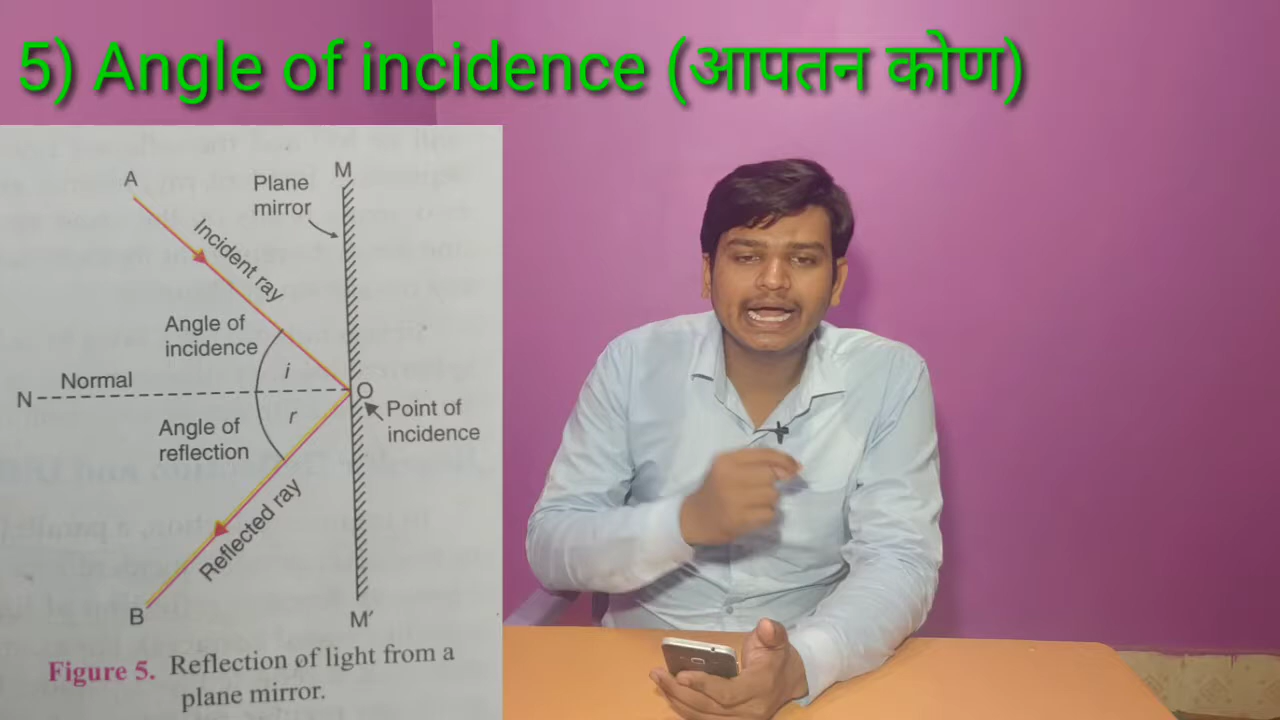 5) Angle of incidence (आपतन कोण)
A
M
Plane
mirror
Incident ray
Angle of
incidence
i
Normal
N
O
Point of
incidence
r
Angle of
reflection
Reflected ray
B
M′
Figure 5. Reflection of light from a
plane mirror.